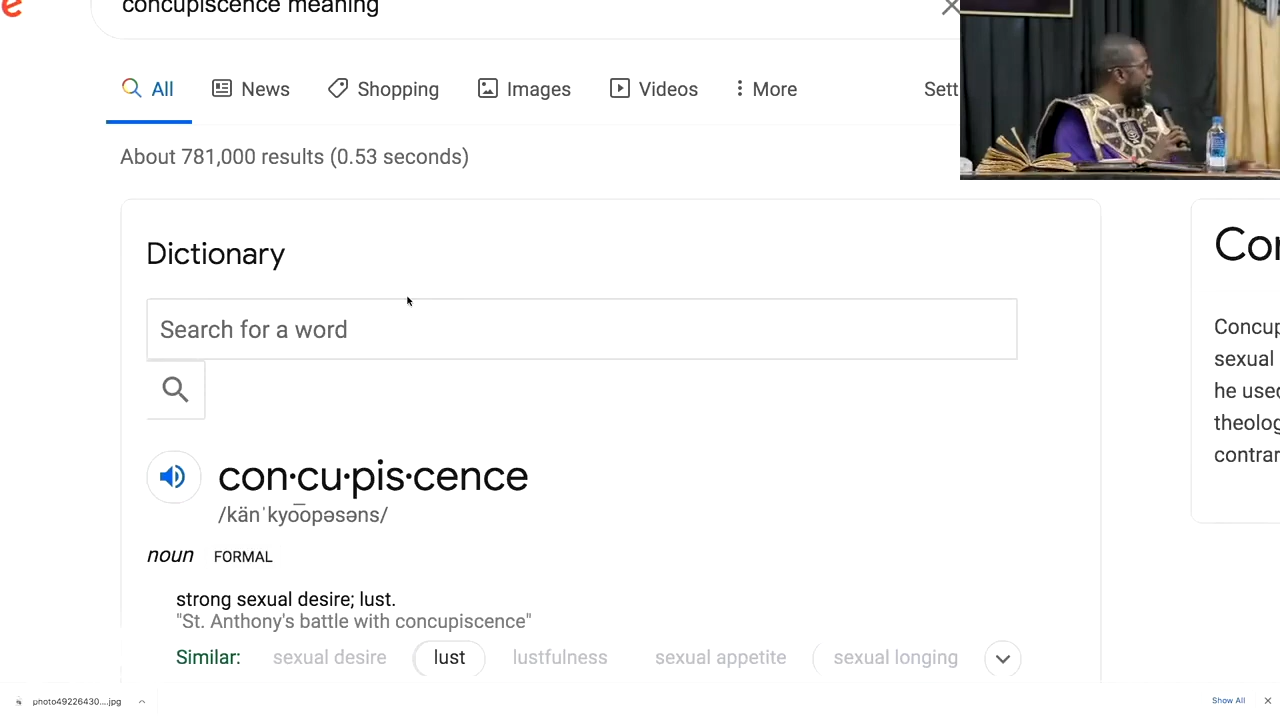 e
concupiscence meaning
All News Shopping Images Videos More Sett
About 781,000 results (0.53 seconds)
Dictionary
Search for a word
con·cu·pis·cence
/känˈkyo͞opəsəns/
noun FORMAL
strong sexual desire; lust.
"St. Anthony's battle with concupiscence"
Similar: sexual desire lust lustfulness sexual appetite sexual longing
Con
Concup
sexual
he used
theolog
contrar
photo49226430....jpg
Show All